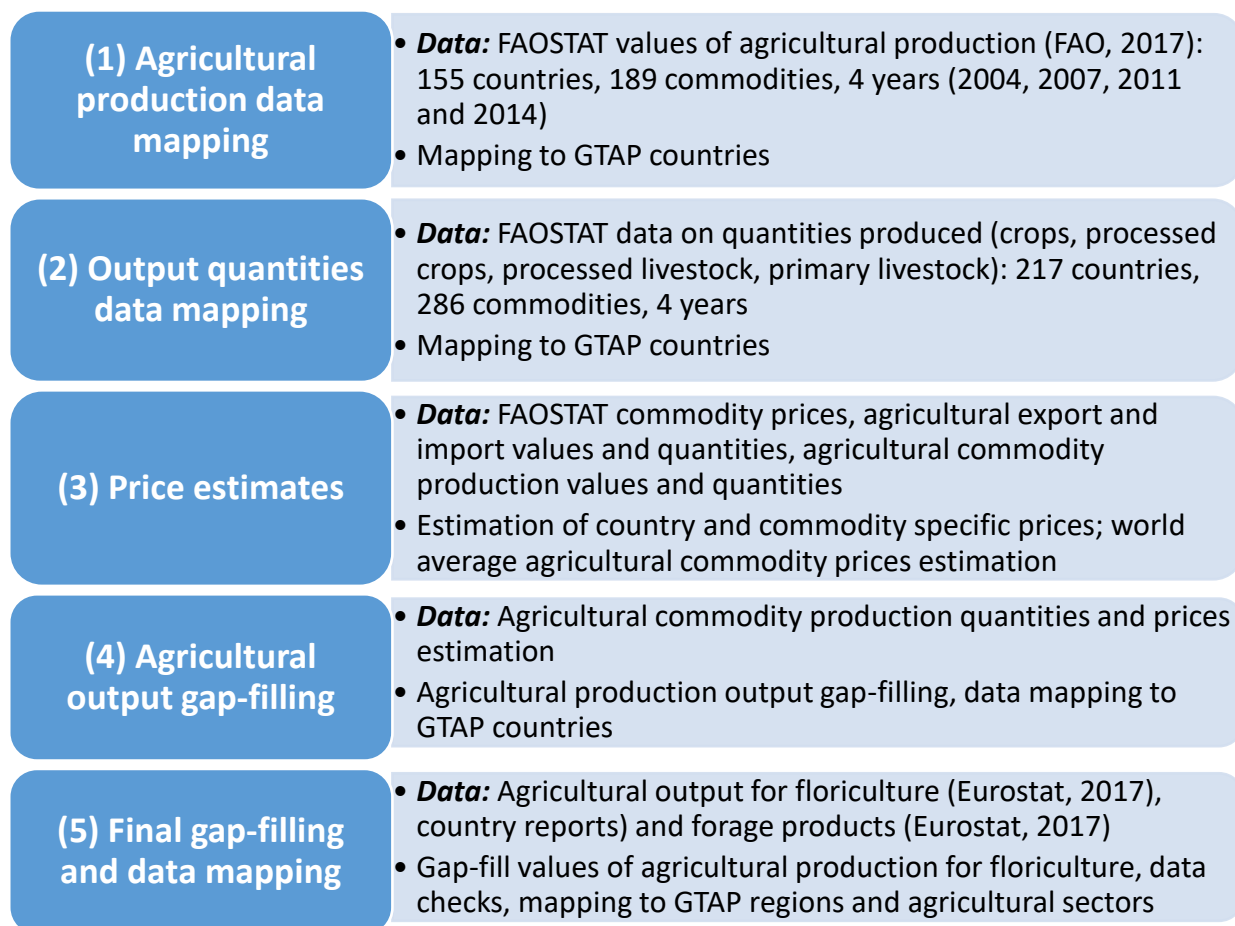 (1) Agricultural
production data
mapping
• Data: FAOSTAT values of agricultural production (FAO, 2017):
155 countries, 189 commodities, 4 years (2004, 2007, 2011
and 2014)
• Mapping to GTAP countries
(2) Output quantities
data mapping
• Data: FAOSTAT data on quantities produced (crops, processed
crops, processed livestock, primary livestock): 217 countries,
286 commodities, 4 years
• Mapping to GTAP countries
(3) Price estimates
• Data: FAOSTAT commodity prices, agricultural export and
import values and quantities, agricultural commodity
production values and quantities
• Estimation of country and commodity specific prices; world
average agricultural commodity prices estimation
(4) Agricultural
output gap-filling
• Data: Agricultural commodity production quantities and prices
estimation
• Agricultural production output gap-filling, data mapping to
GTAP countries
(5) Final gap-filling
and data mapping
• Data: Agricultural output for floriculture (Eurostat, 2017),
country reports) and forage products (Eurostat, 2017)
• Gap-fill values of agricultural production for floriculture, data
checks, mapping to GTAP regions and agricultural sectors